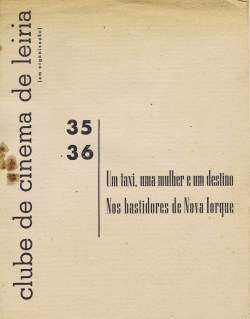 clube de cinema de leiria
(em organização)
35
36
Um taxi, uma mulher e um destino
Nos bastidores de Nova Iorque